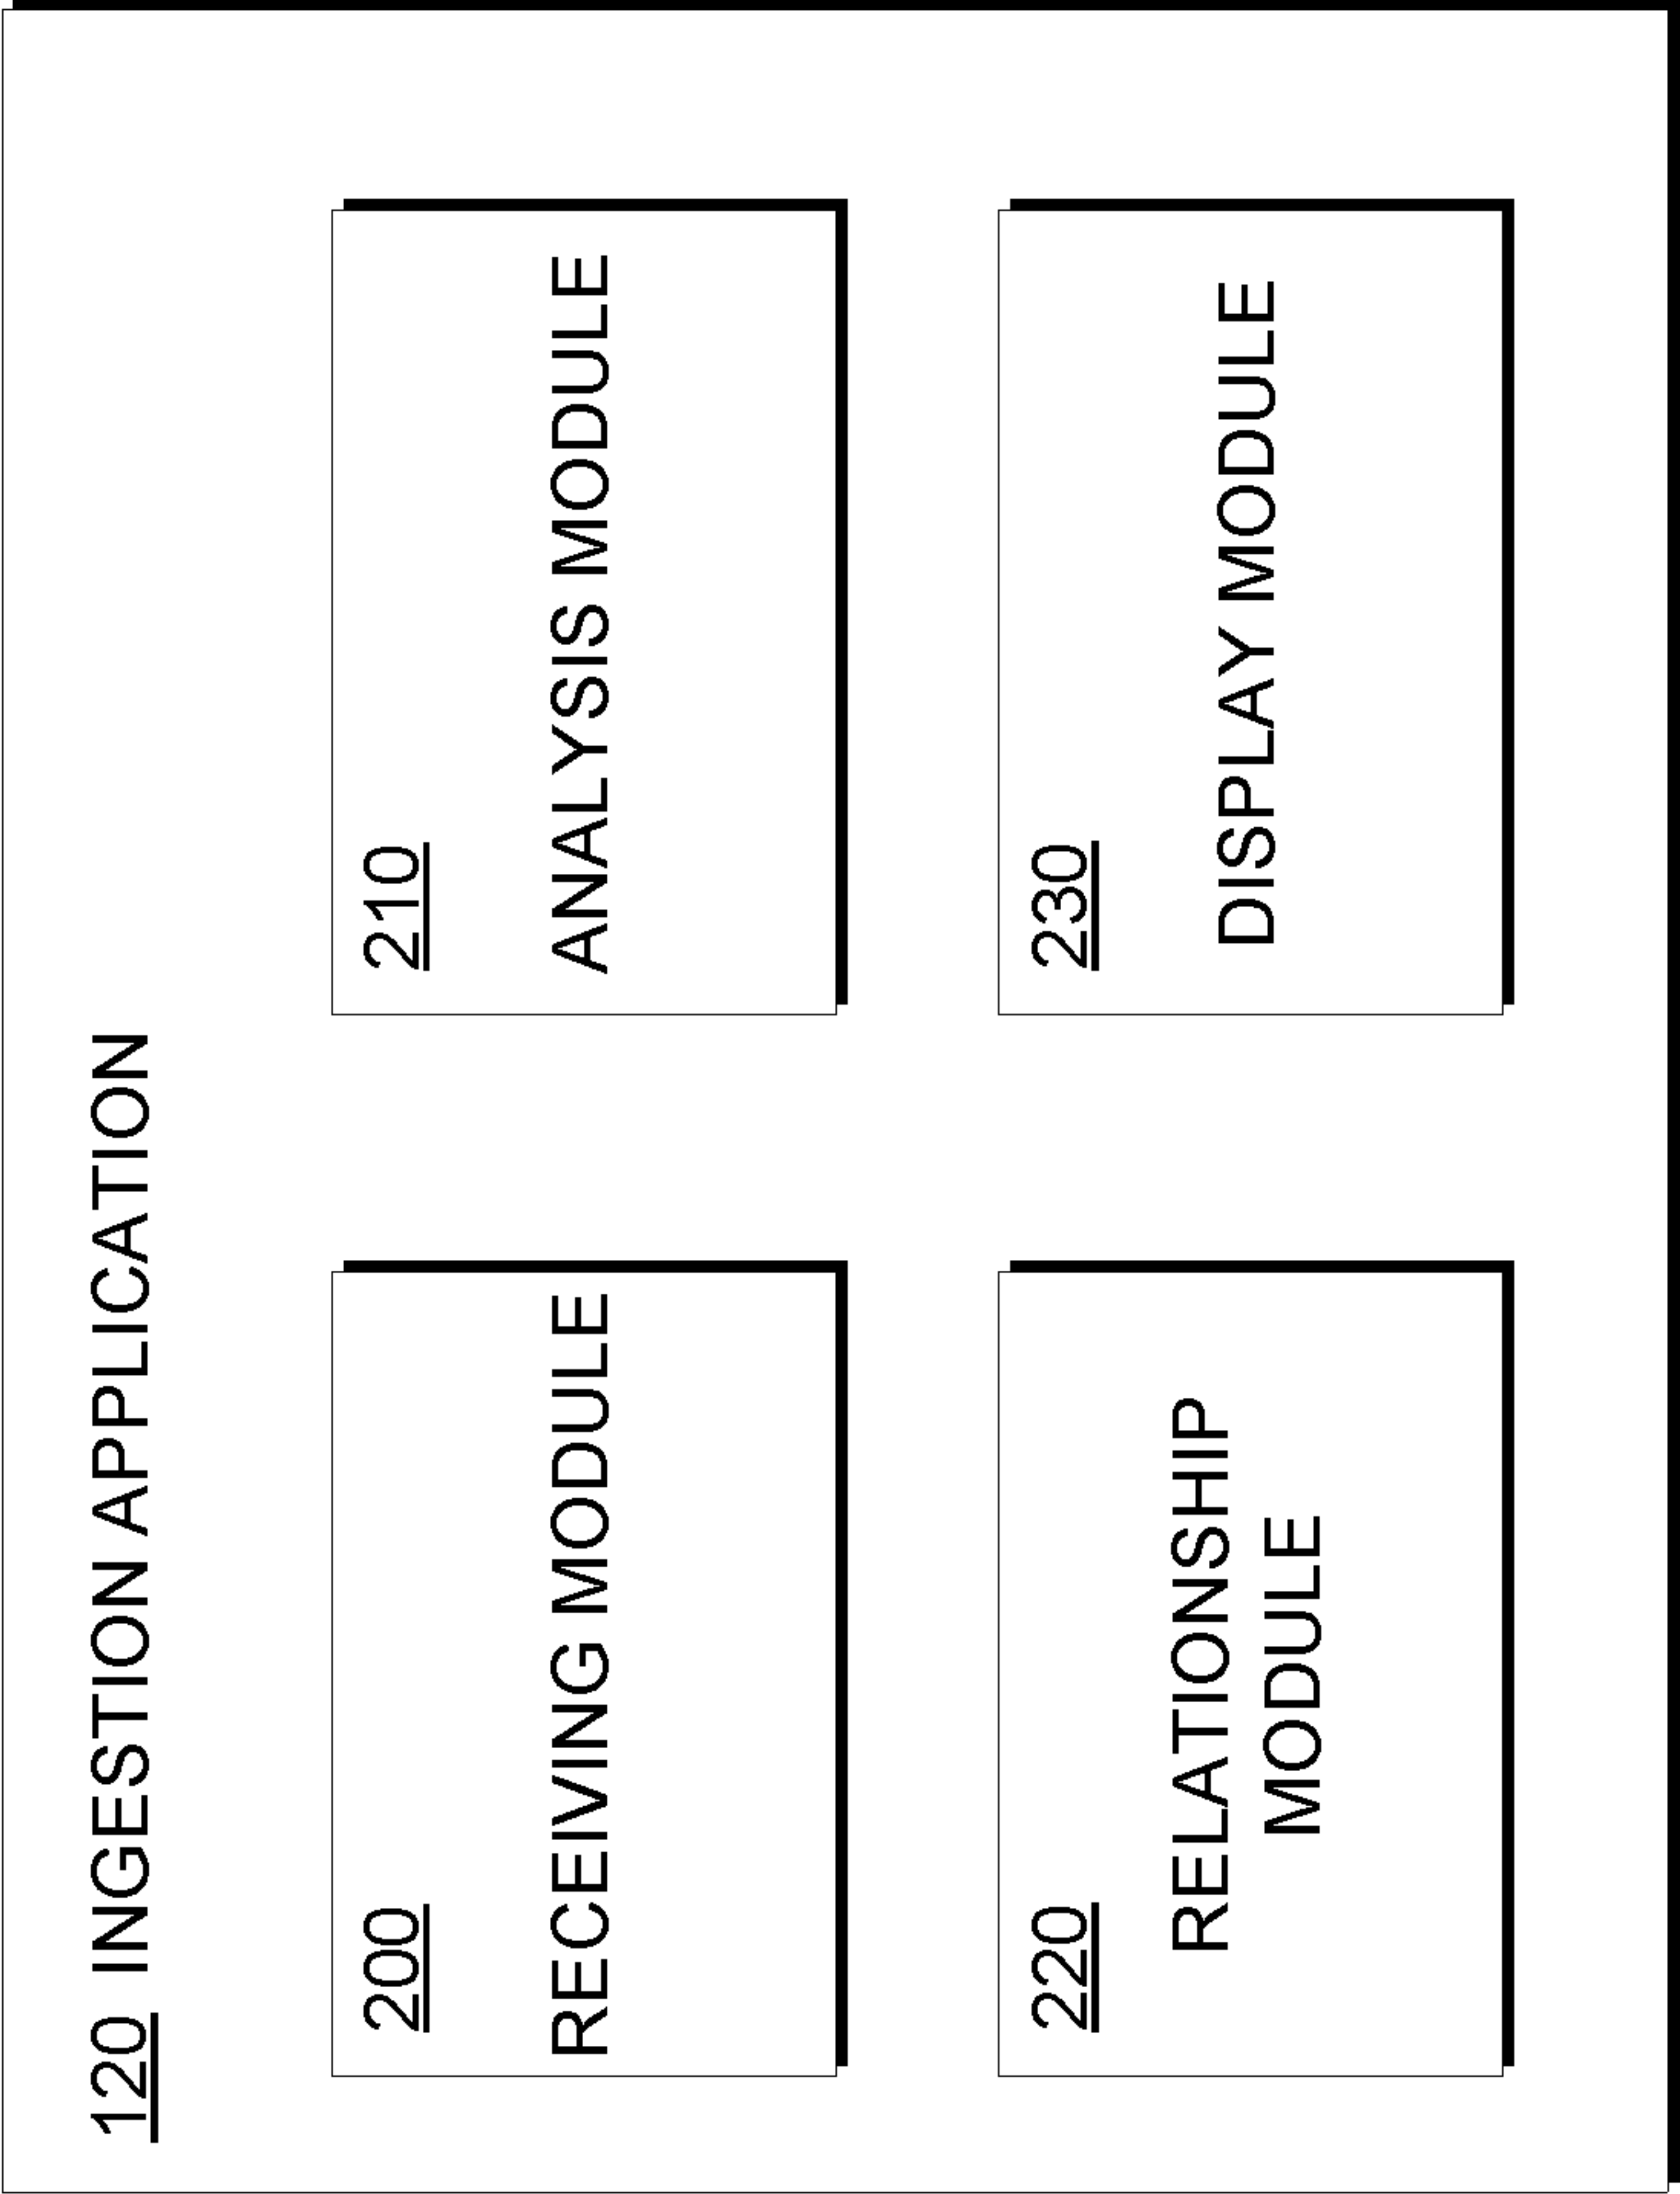 120 INGESTION APPLICATION
200
RECEIVING MODULE
210
ANALYSIS MODULE
220
RELATIONSHIP
MODULE
230
DISPLAY MODULE